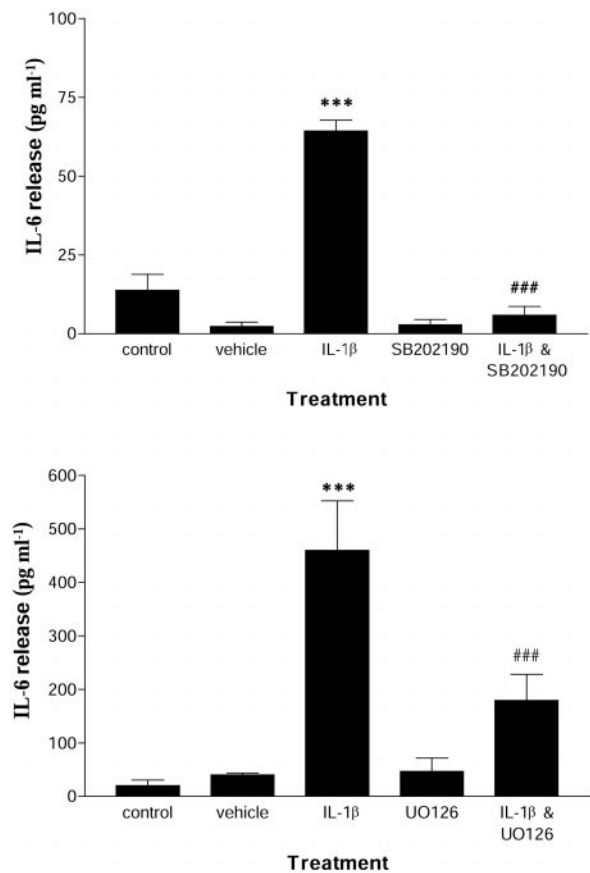 100
75
50
25
0
IL-6 release (pg ml⁻¹)
***
###
control vehicle IL-1β SB202190 IL-1β &
SB202190
Treatment
600
500
400
300
200
100
0
IL-6 release (pg ml⁻¹)
***
###
control vehicle IL-1β UO126 IL-1β &
UO126
Treatment